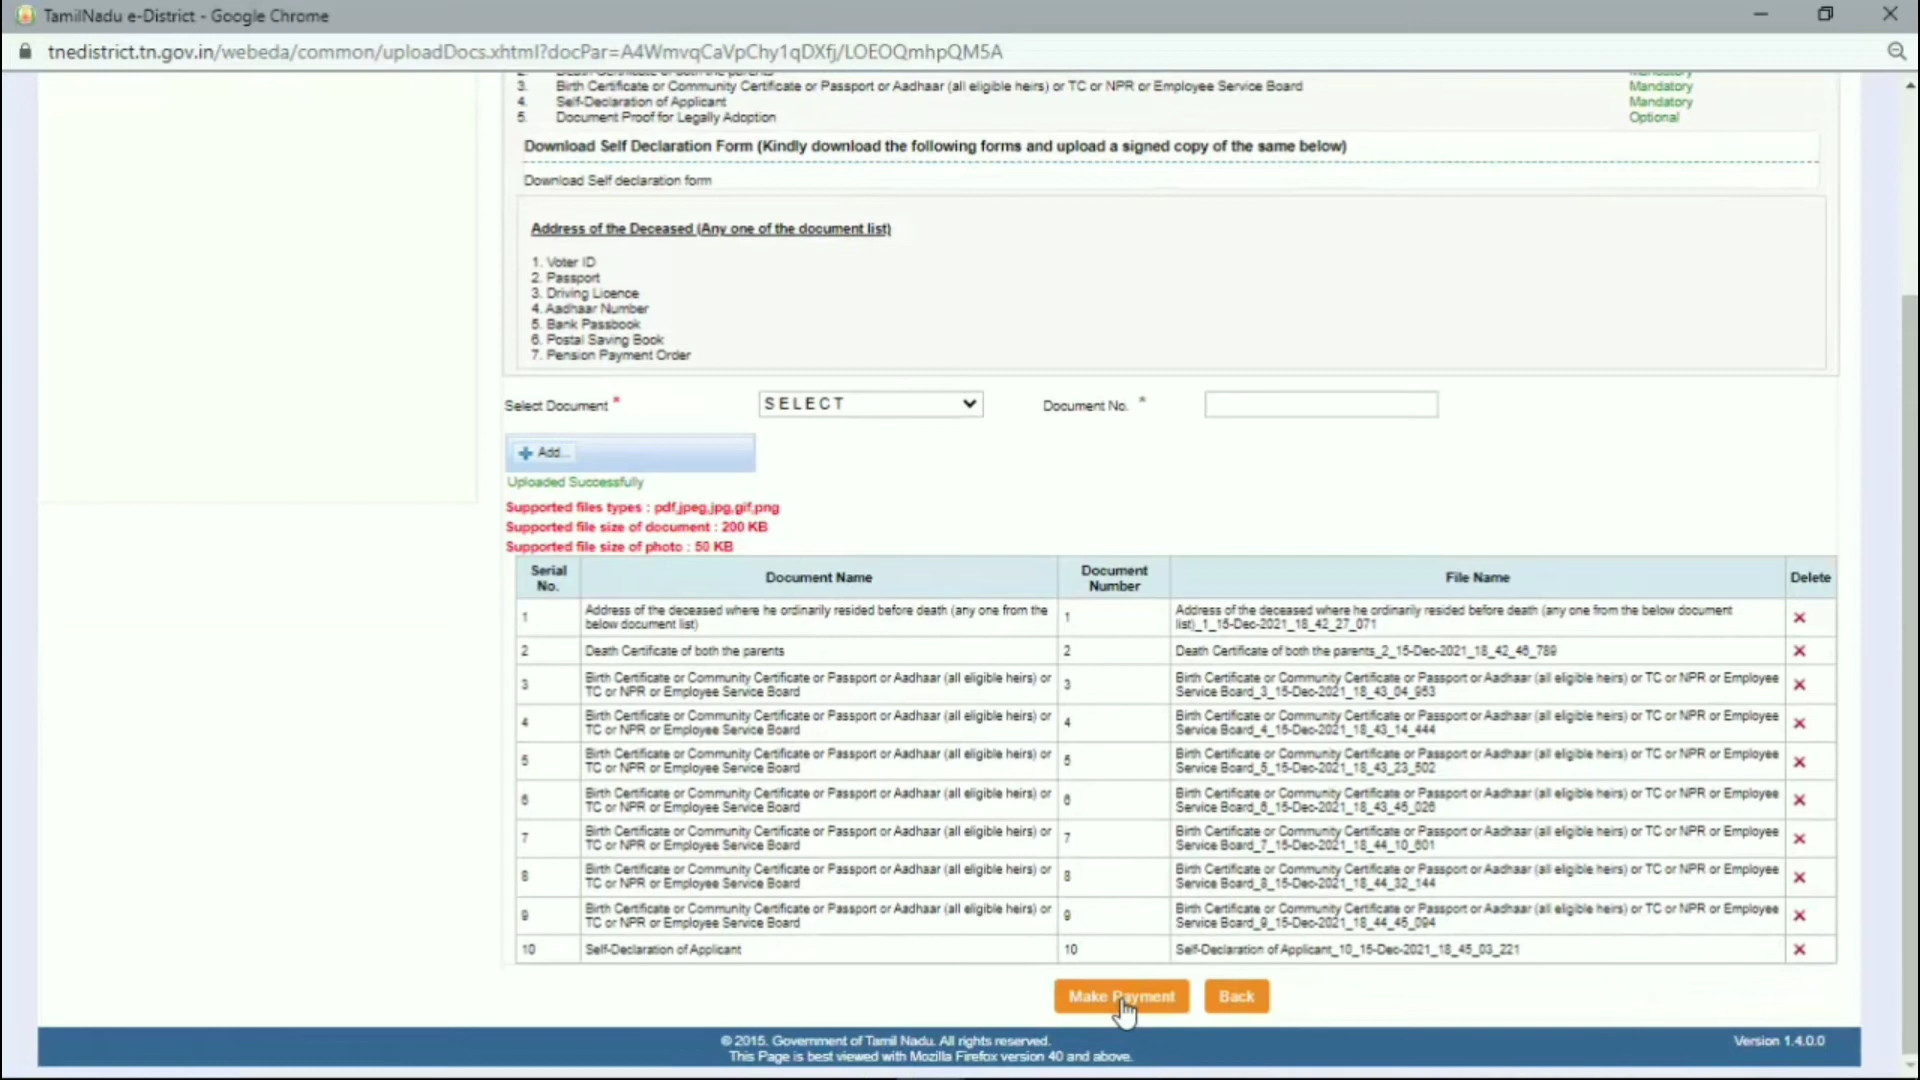 TamilNadu e-District - Google Chrome
tnedistrict.tn.gov.in/webeda/common/uploadDocs.xhtml?docPar=A4WmvqCaVpChy1qDXfj/LOEOQmhpQM5A
2. Death Certificate of both the parents Mandatory
3. Birth Certificate or Community Certificate or Passport or Aadhaar (all eligible heirs) or TC or NPR or Employee Service Board Mandatory
4. Self-Declaration of Applicant Mandatory
5. Document Proof for Legally Adoption Optional
Download Self Declaration Form (Kindly download the following forms and upload a signed copy of the same below)
Download Self declaration form
Address of the Deceased (Any one of the document list)
1. Voter ID
2. Passport
3. Driving Licence
4. Aadhaar Number
5. Bank Passbook
6. Postal Saving Book
7. Pension Payment Order
Select Document * SELECT Document No. *
Add...
Uploaded Successfully
Supported files types : pdf,jpeg,jpg,gif,png
Supported file size of document : 200 KB
Supported file size of photo : 50 KB
Serial No. Document Name Document Number File Name Delete
1 Address of the deceased where he ordinarily resided before death (any one from the below document list) 1 Address of the deceased where he ordinarily resided before death (any one from the below document list)_1_15-Dec-2021_18_42_27_071
2 Death Certificate of both the parents 2 Death Certificate of both the parents_2_15-Dec-2021_18_42_46_789
3 Birth Certificate or Community Certificate or Passport or Aadhaar (all eligible heirs) or TC or NPR or Employee Service Board 3 Birth Certificate or Community Certificate or Passport or Aadhaar (all eligible heirs) or TC or NPR or Employee Service Board_3_15-Dec-2021_18_43_04_953
4 Birth Certificate or Community Certificate or Passport or Aadhaar (all eligible heirs) or TC or NPR or Employee Service Board 4 Birth Certificate or Community Certificate or Passport or Aadhaar (all eligible heirs) or TC or NPR or Employee Service Board_4_15-Dec-2021_18_43_14_444
5 Birth Certificate or Community Certificate or Passport or Aadhaar (all eligible heirs) or TC or NPR or Employee Service Board 5 Birth Certificate or Community Certificate or Passport or Aadhaar (all eligible heirs) or TC or NPR or Employee Service Board_5_15-Dec-2021_18_43_23_502
6 Birth Certificate or Community Certificate or Passport or Aadhaar (all eligible heirs) or TC or NPR or Employee Service Board 6 Birth Certificate or Community Certificate or Passport or Aadhaar (all eligible heirs) or TC or NPR or Employee Service Board_6_15-Dec-2021_18_43_45_026
7 Birth Certificate or Community Certificate or Passport or Aadhaar (all eligible heirs) or TC or NPR or Employee Service Board 7 Birth Certificate or Community Certificate or Passport or Aadhaar (all eligible heirs) or TC or NPR or Employee Service Board_7_15-Dec-2021_18_44_10_601
8 Birth Certificate or Community Certificate or Passport or Aadhaar (all eligible heirs) or TC or NPR or Employee Service Board 8 Birth Certificate or Community Certificate or Passport or Aadhaar (all eligible heirs) or TC or NPR or Employee Service Board_8_15-Dec-2021_18_44_32_144
9 Birth Certificate or Community Certificate or Passport or Aadhaar (all eligible heirs) or TC or NPR or Employee Service Board 9 Birth Certificate or Community Certificate or Passport or Aadhaar (all eligible heirs) or TC or NPR or Employee Service Board_9_15-Dec-2021_18_44_45_094
10 Self-Declaration of Applicant 10 Self-Declaration of Applicant_10_15-Dec-2021_18_45_03_221
Make Payment Back
© 2015. Government of Tamil Nadu. All rights reserved. Version 1.4.0.0
This Page is best viewed with Mozilla Firefox version 40 and above.